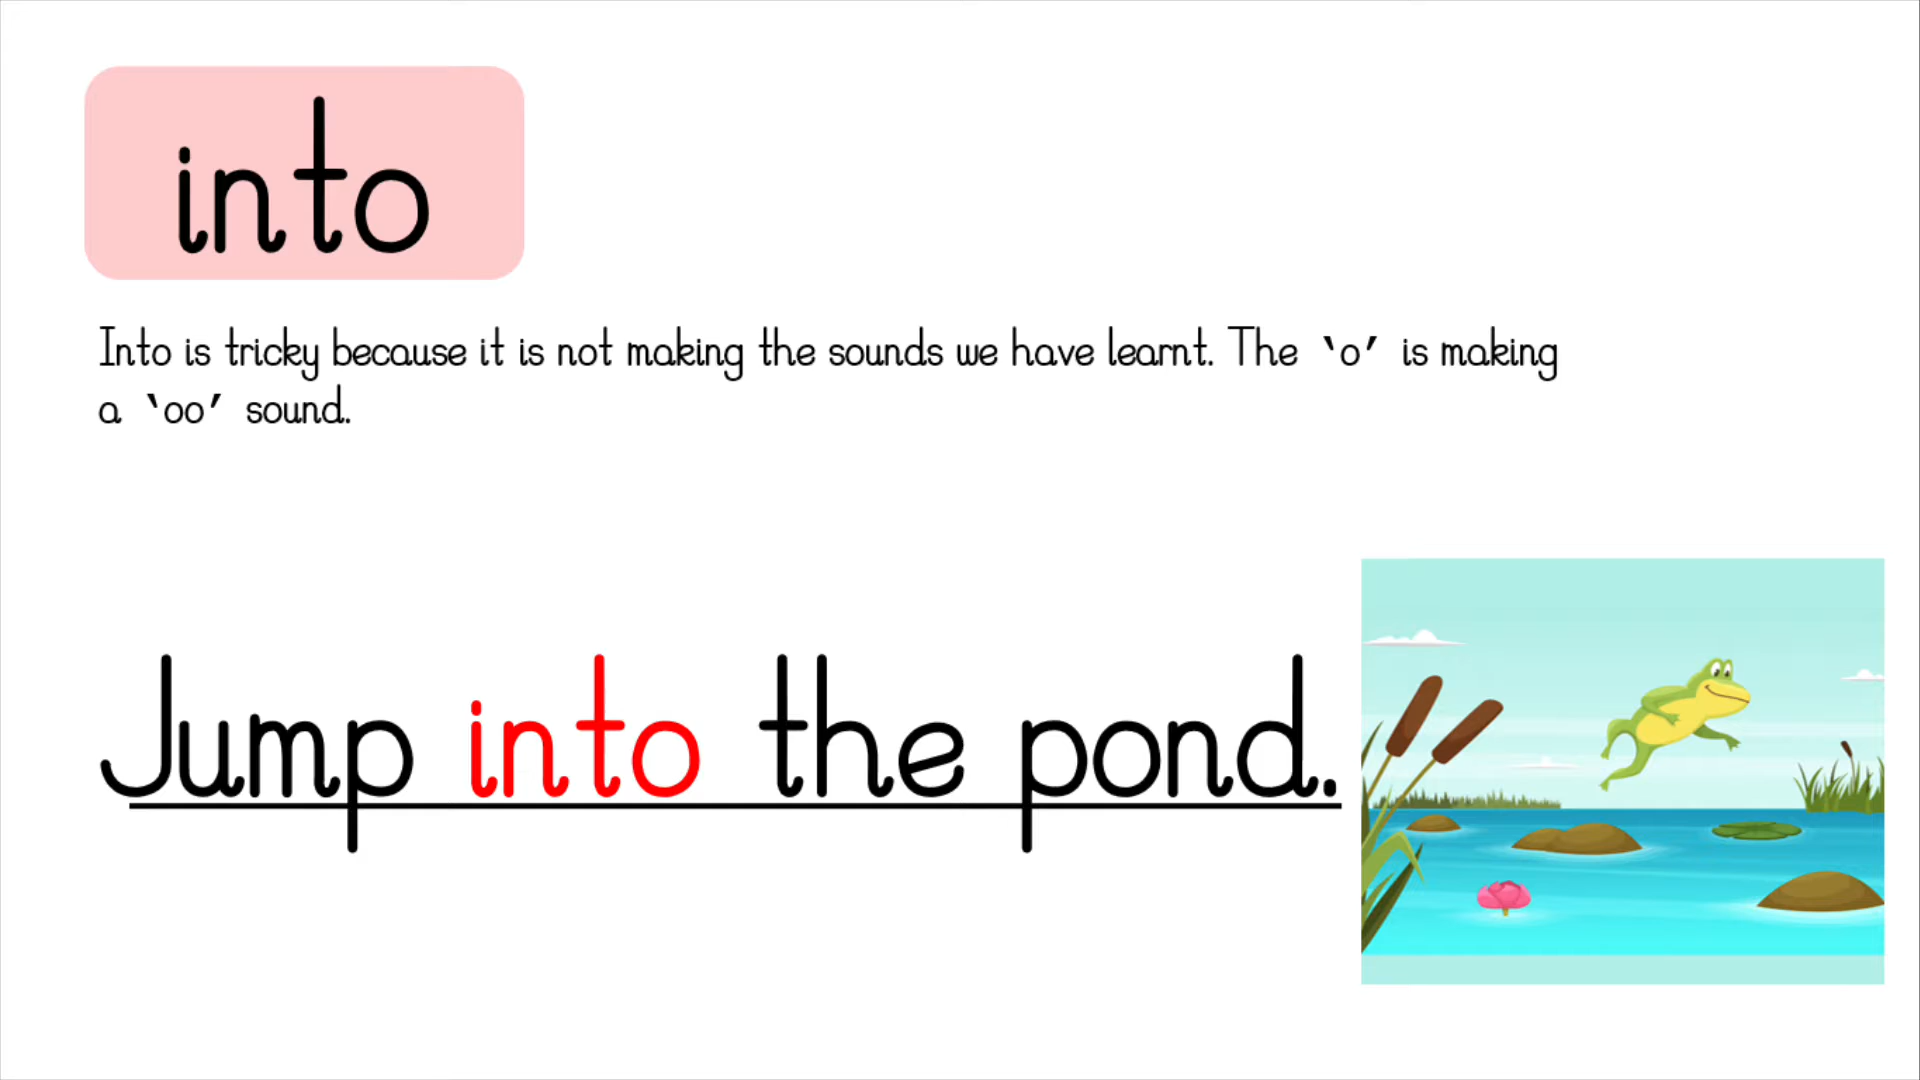 into
Into is tricky because it is not making the sounds we have learnt. The ‘o’ is making
a ‘oo’ sound.
Jump into the pond.